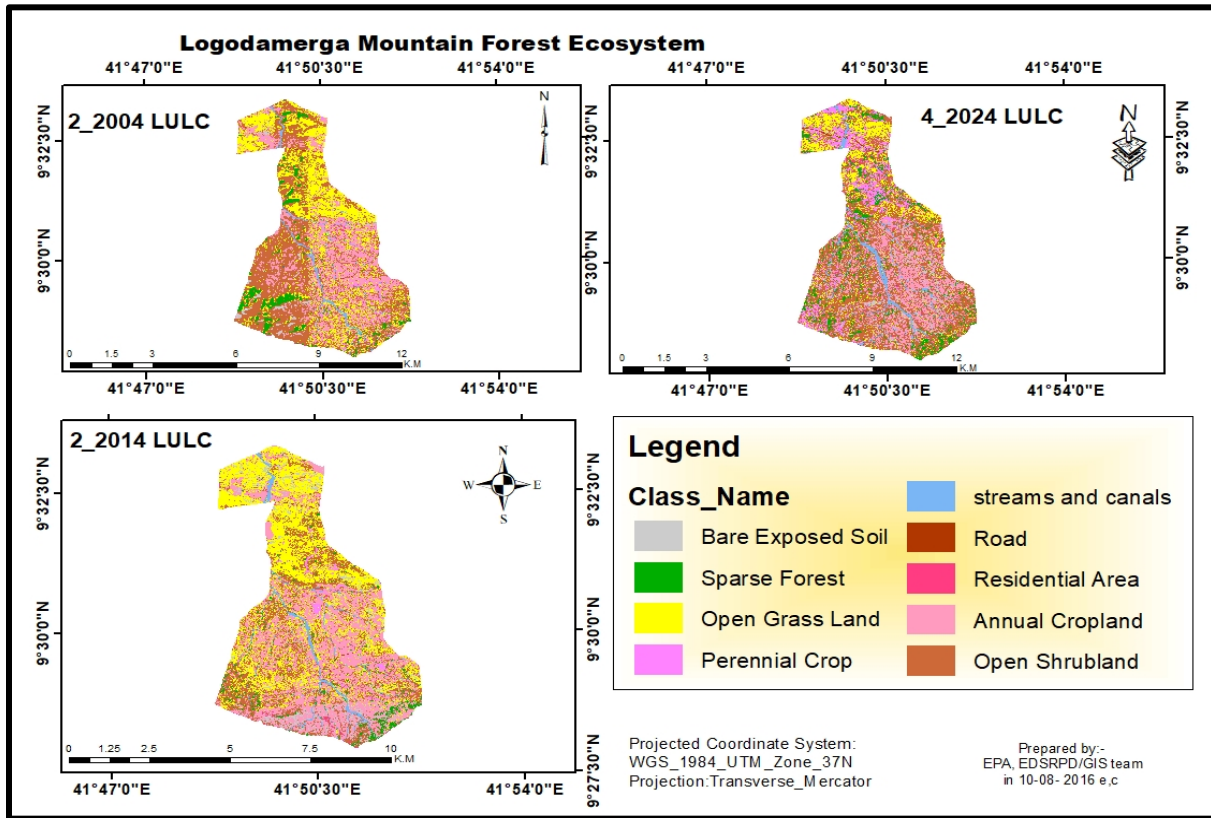 Logodamerga Mountain Forest Ecosystem
41°47'0"E 41°50'30"E 41°54'0"E
2_2004 LULC
N
9°32'30"N
9°32'30"N
9°30'0"N
9°30'0"N
0 1.5 3 6 9 12
K.M
41°47'0"E 41°50'30"E 41°54'0"E
41°47'0"E 41°50'30"E 41°54'0"E
4_2024 LULC
N
9°32'30"N
9°32'30"N
9°30'0"N
9°30'0"N
0 1.5 3 6 9 12
K.M
41°47'0"E 41°50'30"E 41°54'0"E
2_2014 LULC
N
W E
S
9°32'30"N
9°32'30"N
9°30'0"N
9°30'0"N
9°27'30"N
0 1.25 2.5 5 7.5 10
K.M
41°47'0"E 41°50'30"E 41°54'0"E
Legend
Class_Name
Bare Exposed Soil
Sparse Forest
Open Grass Land
Perennial Crop
streams and canals
Road
Residential Area
Annual Cropland
Open Shrubland
Projected Coordinate System:
WGS_1984_UTM_Zone_37N
Projection:Transverse_Mercator
Prepared by:-
EPA, EDSRPD/GIS team
in 10-08- 2016 e,c